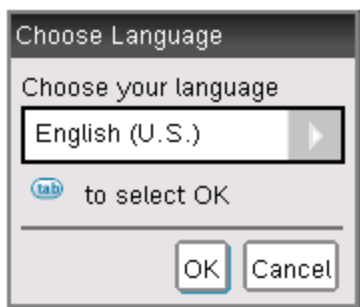 Choose Language
Choose your language
English (U.S.)
tab to select OK
OK Cancel